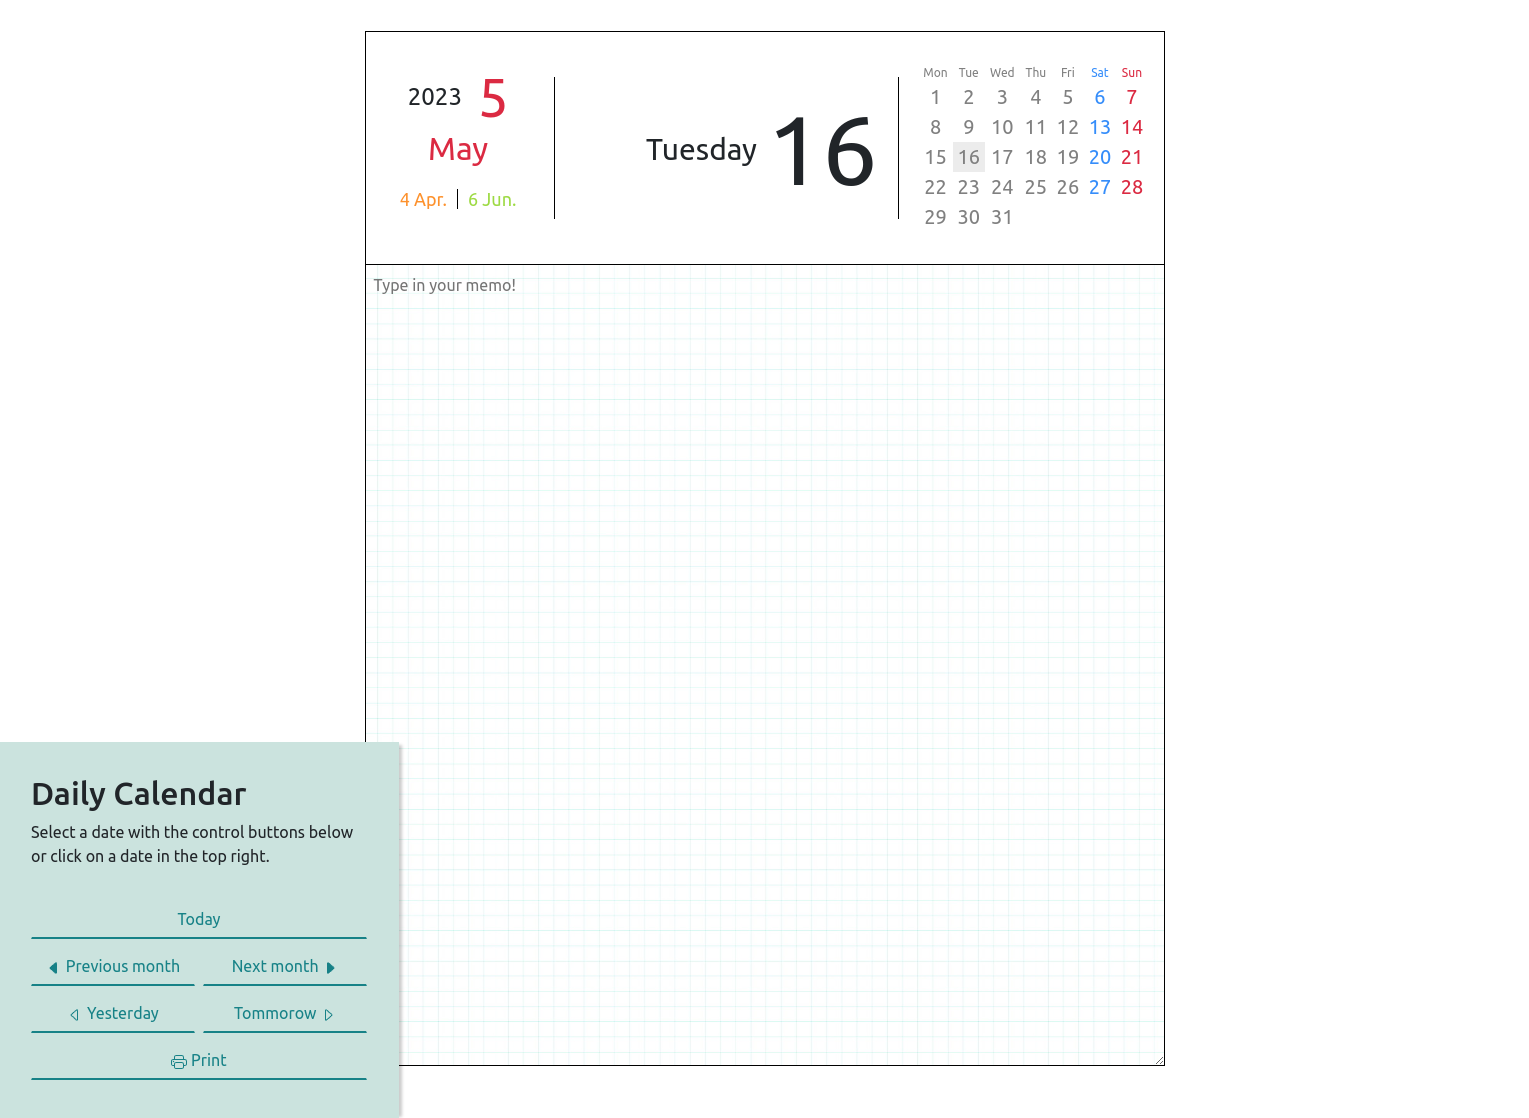 2023 5
May
4 Apr. 6 Jun.
Tuesday 16
Mon Tue Wed Thu Fri Sat Sun
1 2 3 4 5 6 7
8 9 10 11 12 13 14
15 16 17 18 19 20 21
22 23 24 25 26 27 28
29 30 31
Type in your memo!
Daily Calendar
Select a date with the control buttons below
or click on a date in the top right.
Today
Previous month Next month
Yesterday Tommorow
Print